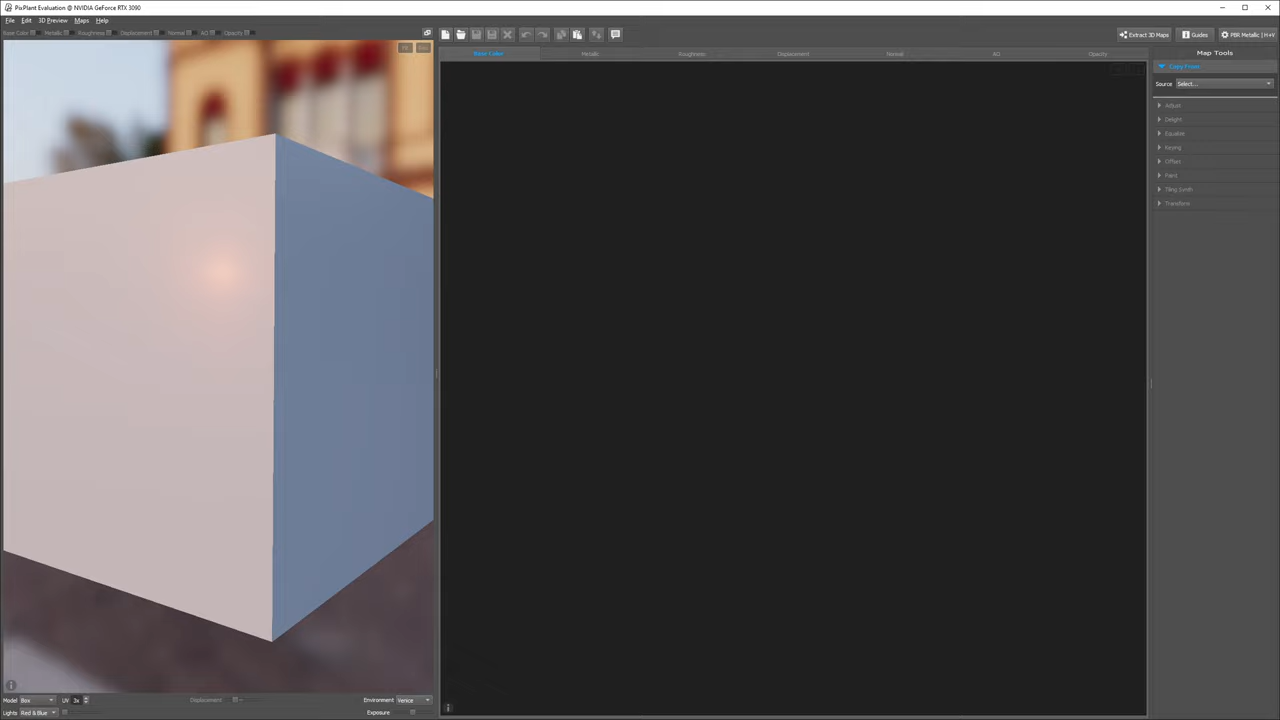 PixPlant Evaluation @ NVIDIA GeForce RTX 3090
File Edit 3D Preview Maps Help
Base Color Metallic Roughness Displacement Normal AO Opacity
Extract 3D Maps Guides PBR Metallic | H+Y
Base Color Metallic Roughness Displacement Normal AO Opacity
Map Tools
Copy From
Source Select...
Adjust
Delight
Equalize
Keying
Offset
Paint
Tiling Synth
Transform
Model Box UV 3x Displacement Environment Venice
Lights Red & Blue Exposure